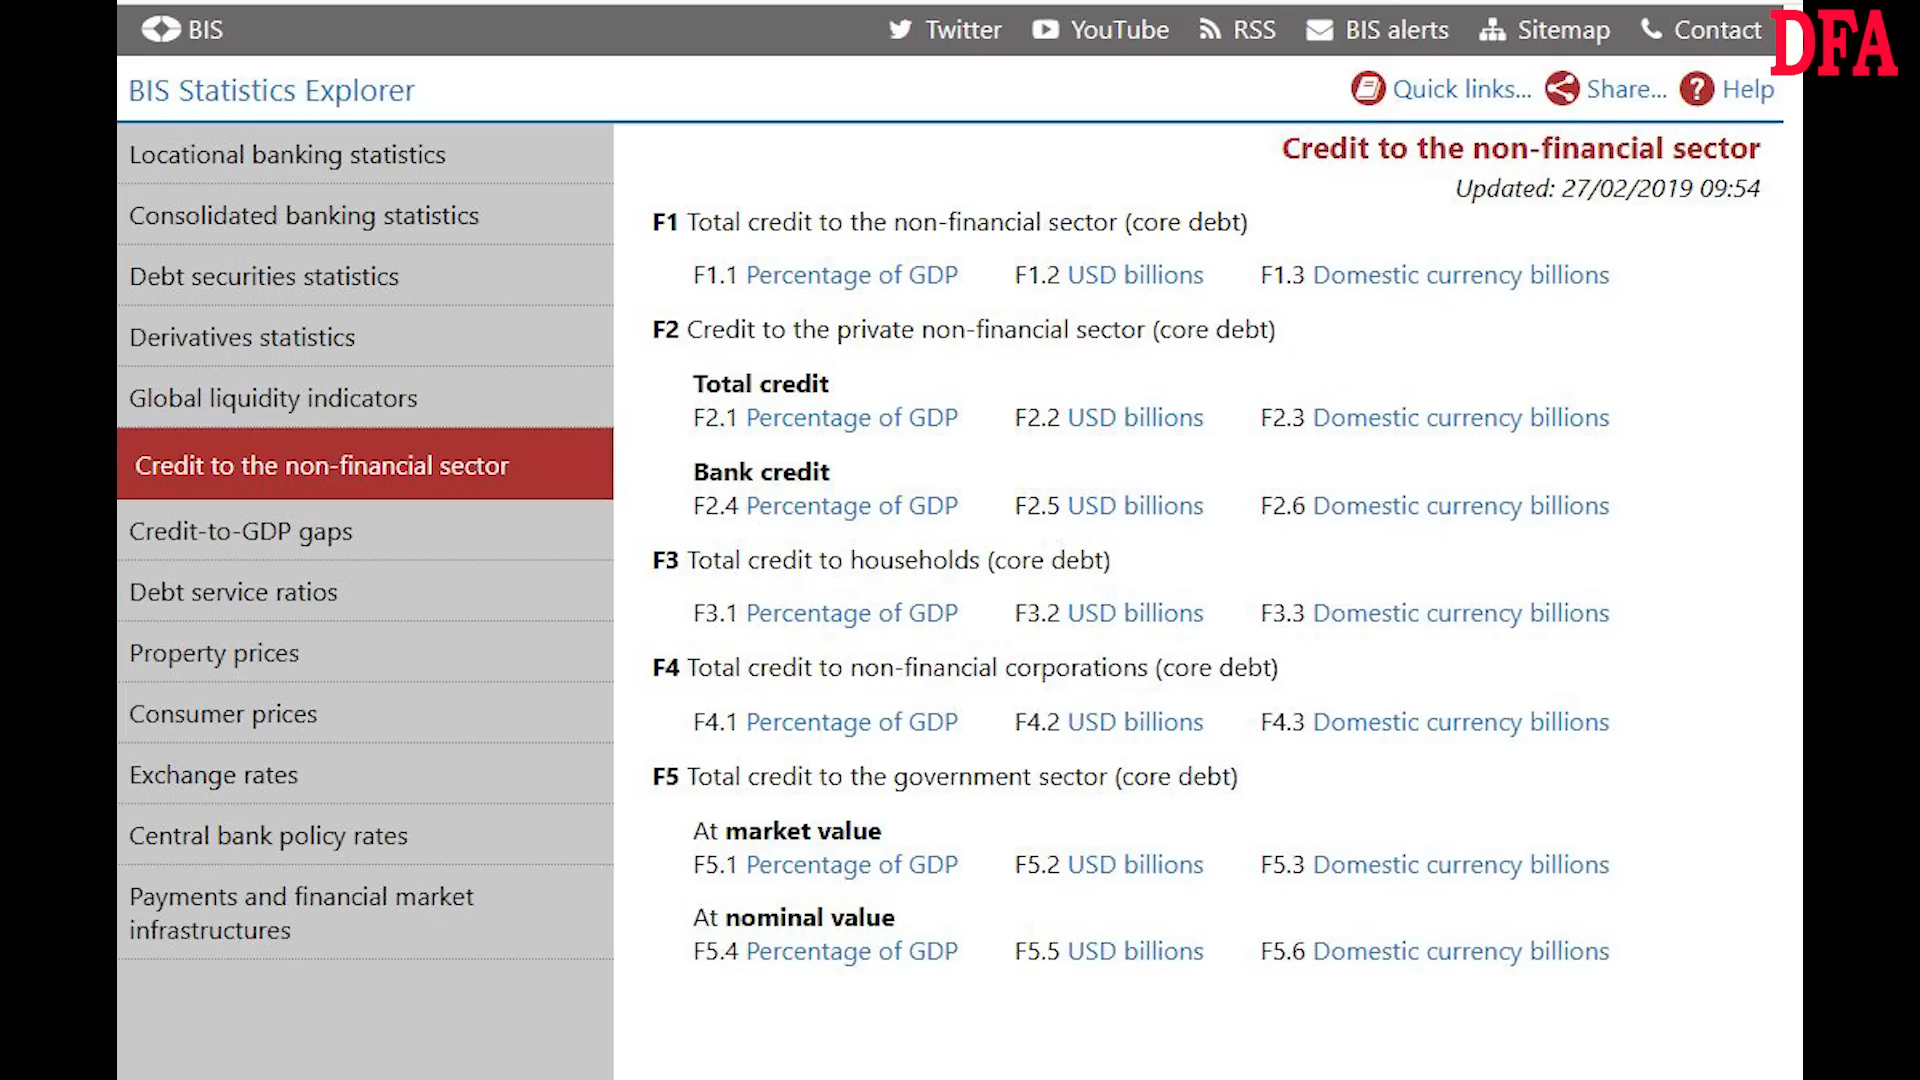 BIS
Twitter
YouTube
RSS
BIS alerts
Sitemap
Contact
DFA
BIS Statistics Explorer
Quick links...
Share...
Help
Locational banking statistics
Consolidated banking statistics
Debt securities statistics
Derivatives statistics
Global liquidity indicators
Credit to the non-financial sector
Credit-to-GDP gaps
Debt service ratios
Property prices
Consumer prices
Exchange rates
Central bank policy rates
Payments and financial market
infrastructures
Credit to the non-financial sector
Updated: 27/02/2019 09:54
F1 Total credit to the non-financial sector (core debt)
F1.1 Percentage of GDP F1.2 USD billions F1.3 Domestic currency billions
F2 Credit to the private non-financial sector (core debt)
Total credit
F2.1 Percentage of GDP F2.2 USD billions F2.3 Domestic currency billions
Bank credit
F2.4 Percentage of GDP F2.5 USD billions F2.6 Domestic currency billions
F3 Total credit to households (core debt)
F3.1 Percentage of GDP F3.2 USD billions F3.3 Domestic currency billions
F4 Total credit to non-financial corporations (core debt)
F4.1 Percentage of GDP F4.2 USD billions F4.3 Domestic currency billions
F5 Total credit to the government sector (core debt)
At market value
F5.1 Percentage of GDP F5.2 USD billions F5.3 Domestic currency billions
At nominal value
F5.4 Percentage of GDP F5.5 USD billions F5.6 Domestic currency billions